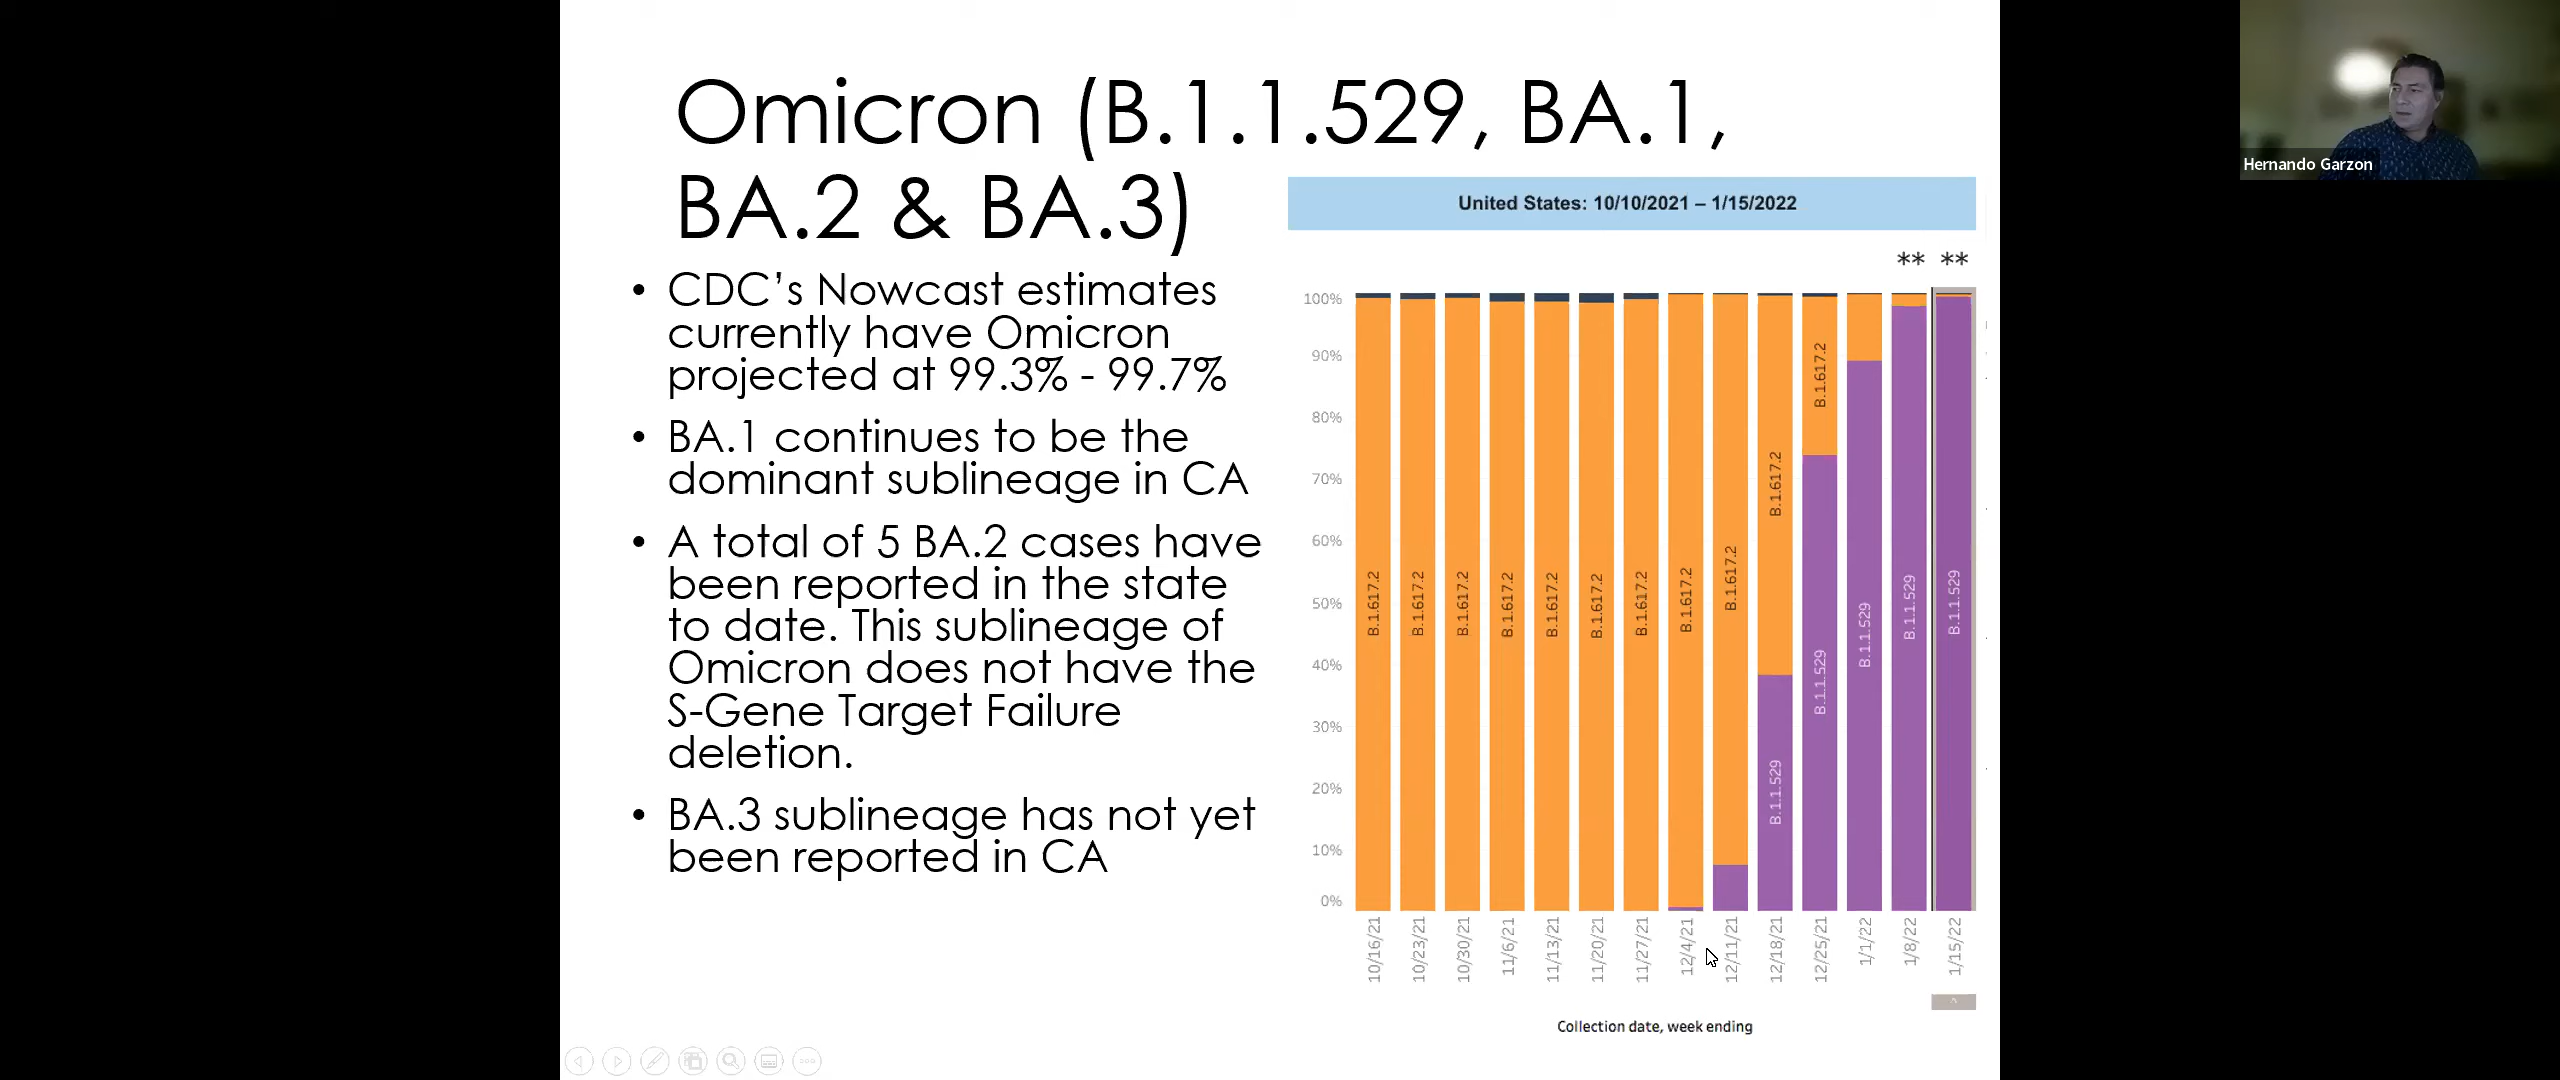 Omicron (B.1.1.529, BA.1,
BA.2 & BA.3)
• CDC’s Nowcast estimates
currently have Omicron
projected at 99.3% - 99.7%
• BA.1 continues to be the
dominant sublineage in CA
• A total of 5 BA.2 cases have
been reported in the state
to date. This sublineage of
Omicron does not have the
S-Gene Target Failure
deletion.
• BA.3 sublineage has not yet
been reported in CA
United States: 10/10/2021 – 1/15/2022
** **
100%
90%
80%
70%
60%
50%
40%
30%
20%
10%
0%
B.1.617.2
B.1.617.2
B.1.617.2
B.1.617.2
B.1.617.2
B.1.617.2
B.1.617.2
B.1.617.2
B.1.617.2
B.1.617.2
B.1.1.529
B.1.617.2
B.1.1.529
B.1.1.529
B.1.1.529
B.1.1.529
10/16/21
10/23/21
10/30/21
11/6/21
11/13/21
11/20/21
11/27/21
12/4/21
12/11/21
12/18/21
12/25/21
1/1/22
1/8/22
1/15/22
Collection date, week ending
Hernando Garzon